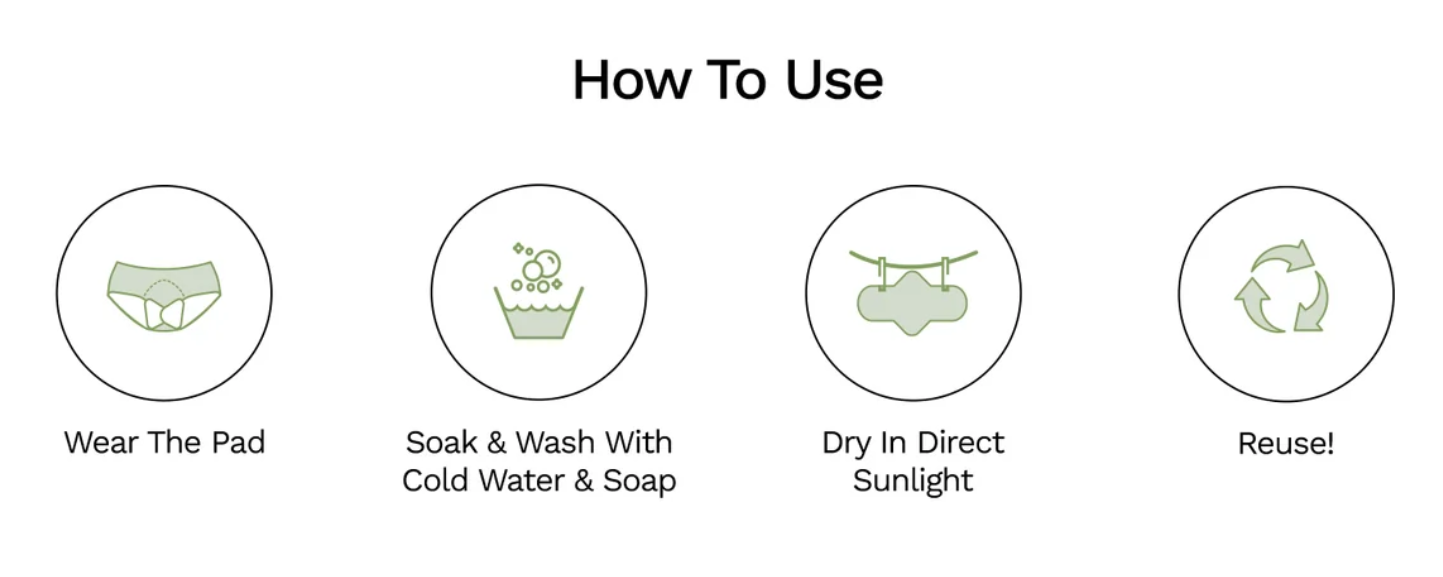 How To Use
Wear The Pad
Soak & Wash With
Cold Water & Soap
Dry In Direct
Sunlight
Reuse!